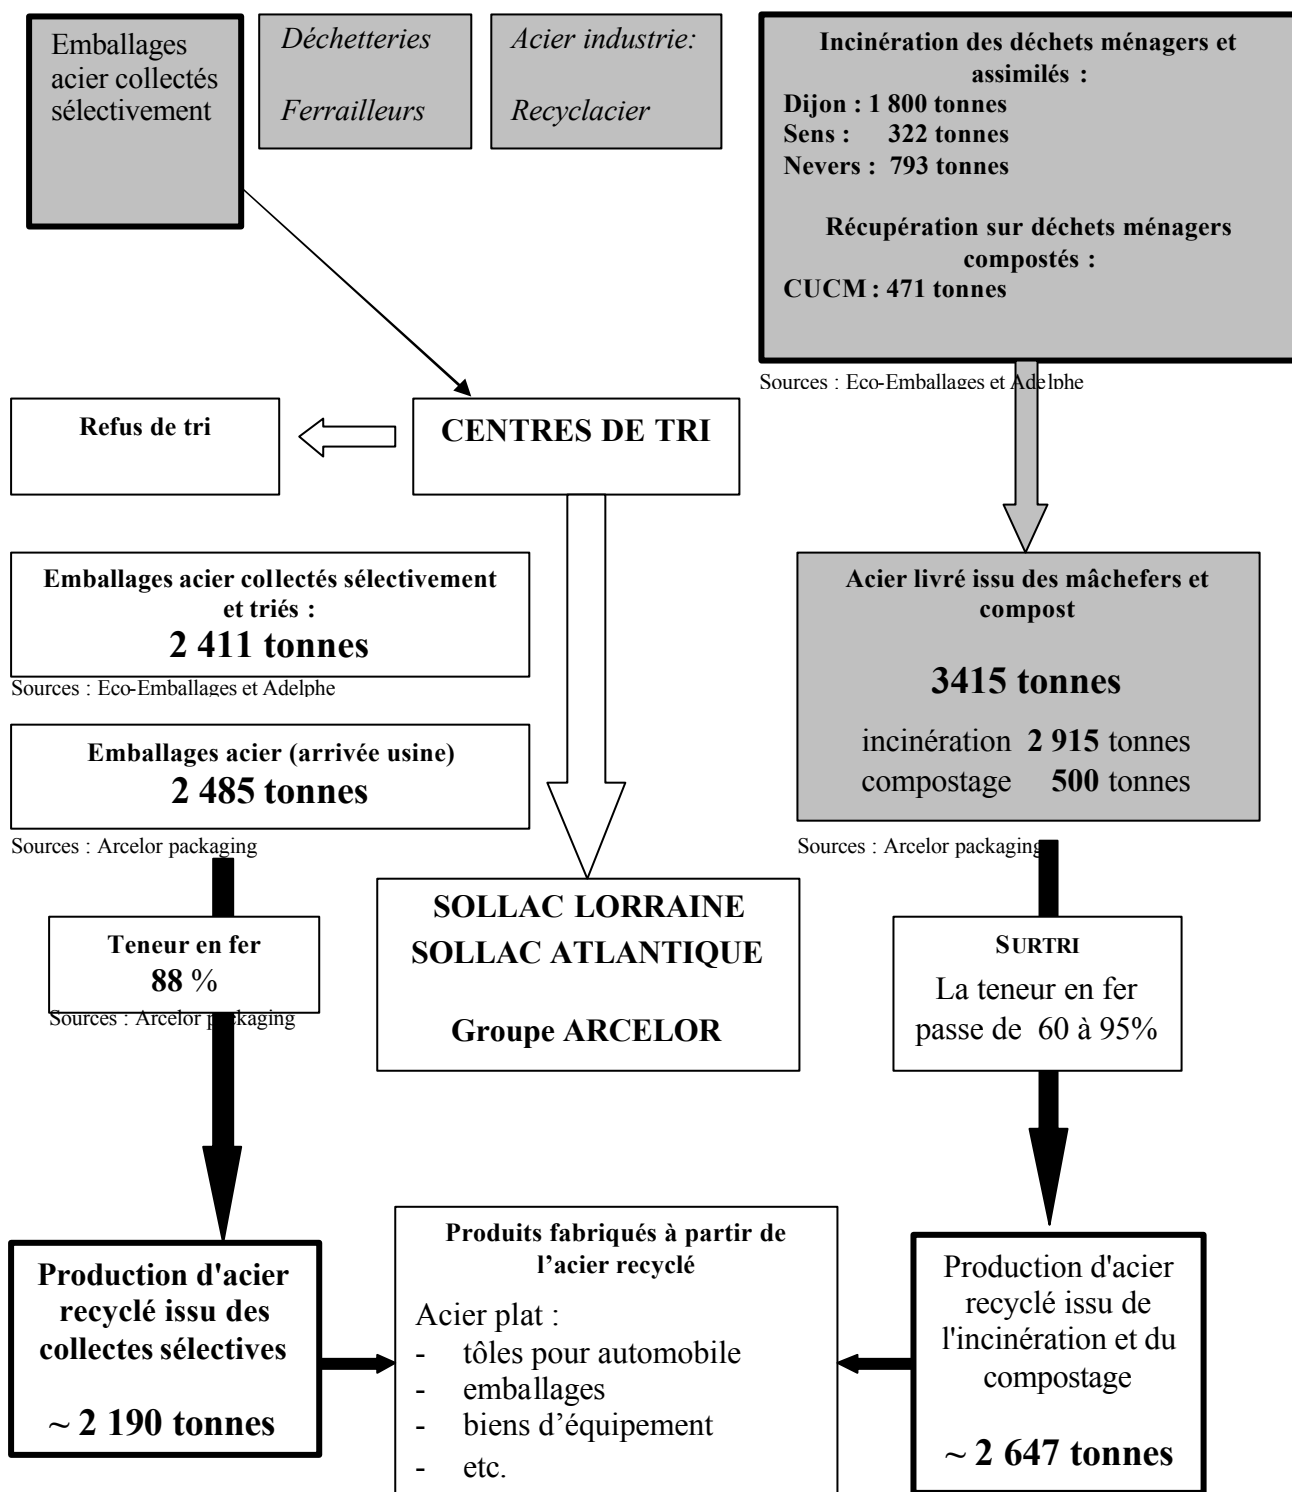 Emballages
acier collectés
sélectivement
Déchetteries
Ferrailleurs
Acier industrie:
Recyclacier
Incinération des déchets ménagers et
assimilés :
Dijon : 1 800 tonnes
Sens : 322 tonnes
Nevers : 793 tonnes
Récupération sur déchets ménagers
compostés :
CUCM : 471 tonnes
Sources : Eco-Emballages et Adelphe
Refus de tri
CENTRES DE TRI
Emballages acier collectés sélectivement
et triés :
2 411 tonnes
Sources : Eco-Emballages et Adelphe
Emballages acier (arrivée usine)
2 485 tonnes
Sources : Arcelor packaging
Acier livré issu des mâchefers et
compost
3415 tonnes
incinération 2 915 tonnes
compostage 500 tonnes
Sources : Arcelor packaging
Teneur en fer
88 %
Sources : Arcelor packaging
SOLLAC LORRAINE
SOLLAC ATLANTIQUE
Groupe ARCELOR
SURTRI
La teneur en fer
passe de 60 à 95%
Production d'acier
recyclé issu des
collectes sélectives
~ 2 190 tonnes
Produits fabriqués à partir de
l’acier recyclé
Acier plat :
- tôles pour automobile
- emballages
- biens d’équipement
- etc.
Production d'acier
recyclé issu de
l'incinération et du
compostage
~ 2 647 tonnes